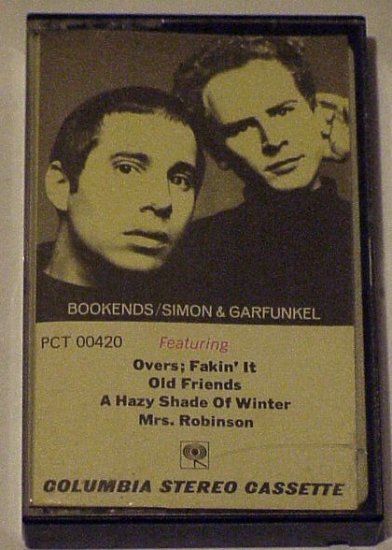 BOOKENDS/SIMON & GARFUNKEL
PCT 00420 Featuring
Overs; Fakin' It
Old Friends
A Hazy Shade Of Winter
Mrs. Robinson
COLUMBIA STEREO CASSETTE